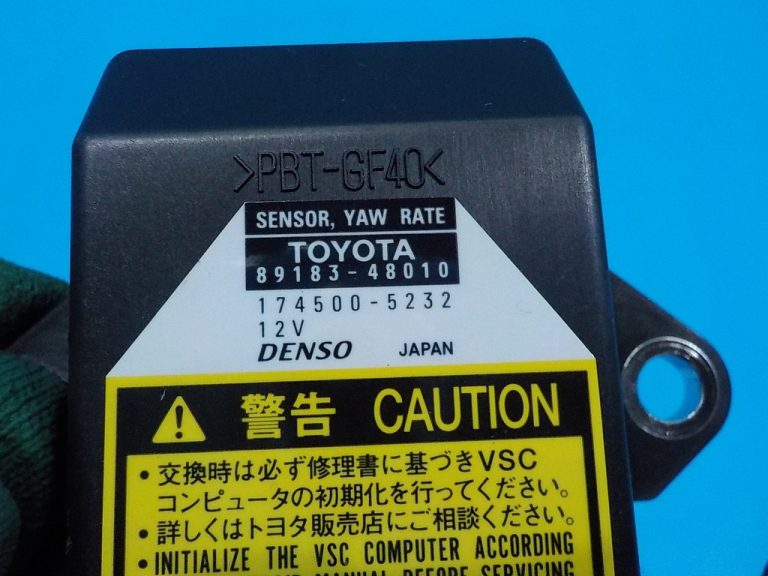 >PBT-GF40<
SENSOR, YAW RATE
TOYOTA
89183-48010
174500-5232
12V
DENSO JAPAN
警告 CAUTION
・交換時は必ず修理書に基づきVSC
コンピュータの初期化を行ってください。
・詳しくはトヨタ販売店にご相談ください。
・INITIALIZE THE VSC COMPUTER ACCORDING
MANUAL BEFORE SERVICING